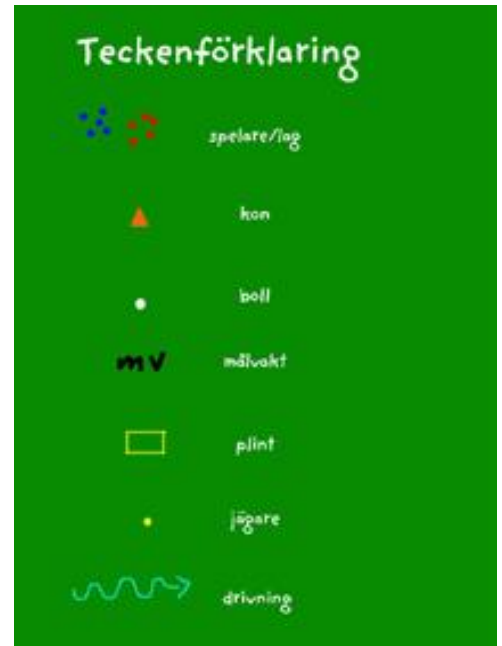 Teckenförklaring
spelare/lag
kon
boll
mv målvakt
plint
jägare
drivning